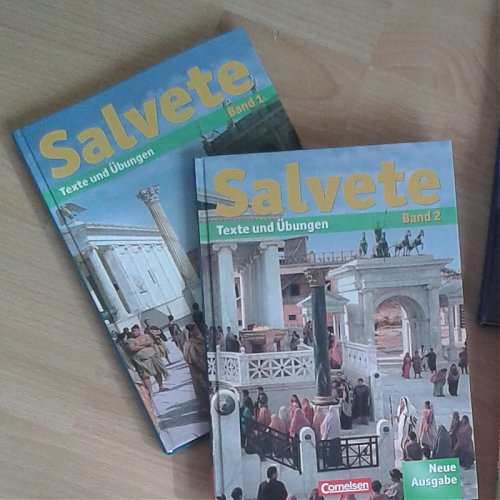 Salvete
Band 1
Texte und Übungen
Salvete
Band 2
Texte und Übungen
Cornelsen
Neue
Ausgabe